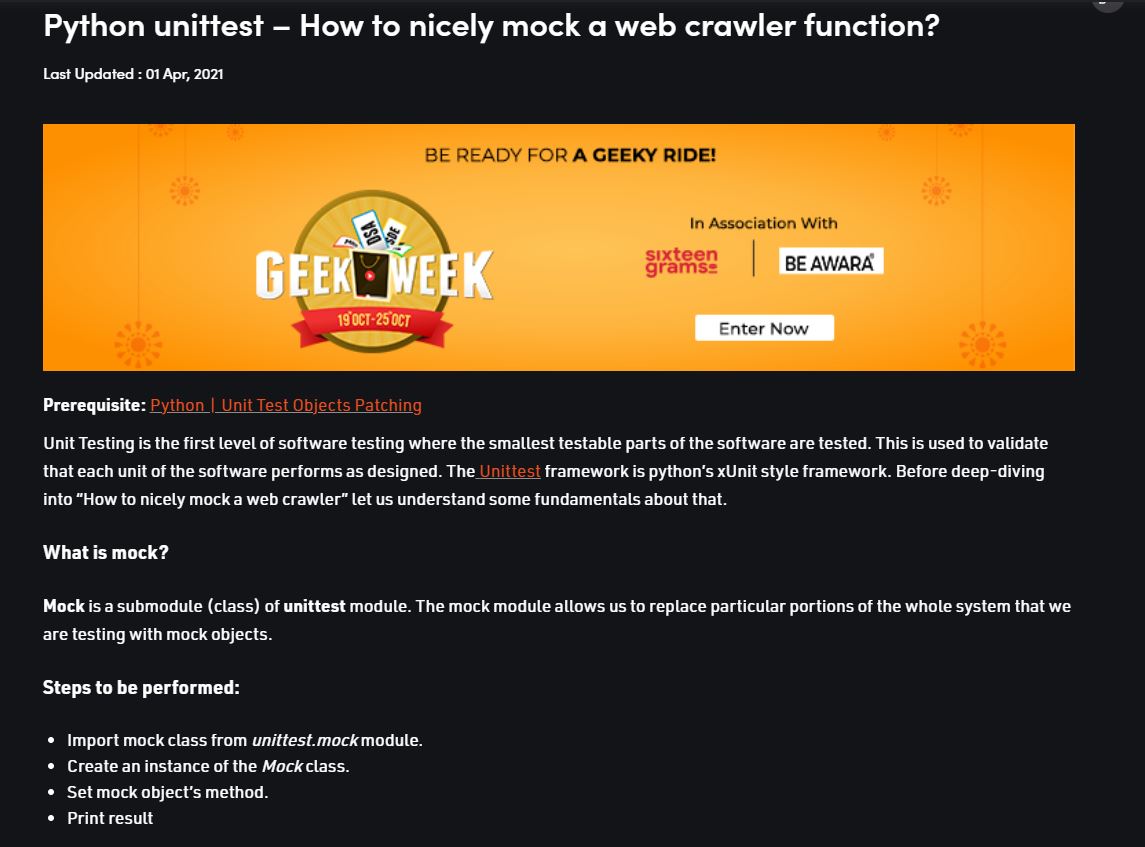 Python unittest – How to nicely mock a web crawler function?
Last Updated : 01 Apr, 2021
BE READY FOR A GEEKY RIDE!
DSA
SDE
GEEK WEEK
19 OCT-25 OCT
In Association With
sıxteen
grams
BE AWARA
Enter Now
Prerequisite: Python | Unit Test Objects Patching
Unit Testing is the first level of software testing where the smallest testable parts of the software are tested. This is used to validate
that each unit of the software performs as designed. The Unittest framework is python’s xUnit style framework. Before deep-diving
into “How to nicely mock a web crawler” let us understand some fundamentals about that.
What is mock?
Mock is a submodule (class) of unittest module. The mock module allows us to replace particular portions of the whole system that we
are testing with mock objects.
Steps to be performed:
• Import mock class from unittest.mock module.
• Create an instance of the Mock class.
• Set mock object’s method.
• Print result